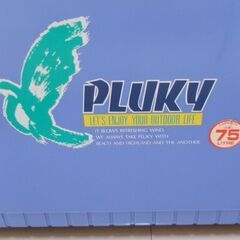 PLUKY
LET'S ENJOY YOUR OUTDOOR LIFE
IT BLOWS REFRESHING WIND
WE ALWAYS TAKE PLUKY WITH
BEACH AND HIGHLAND AND THE ANOTHER
75
LITRE